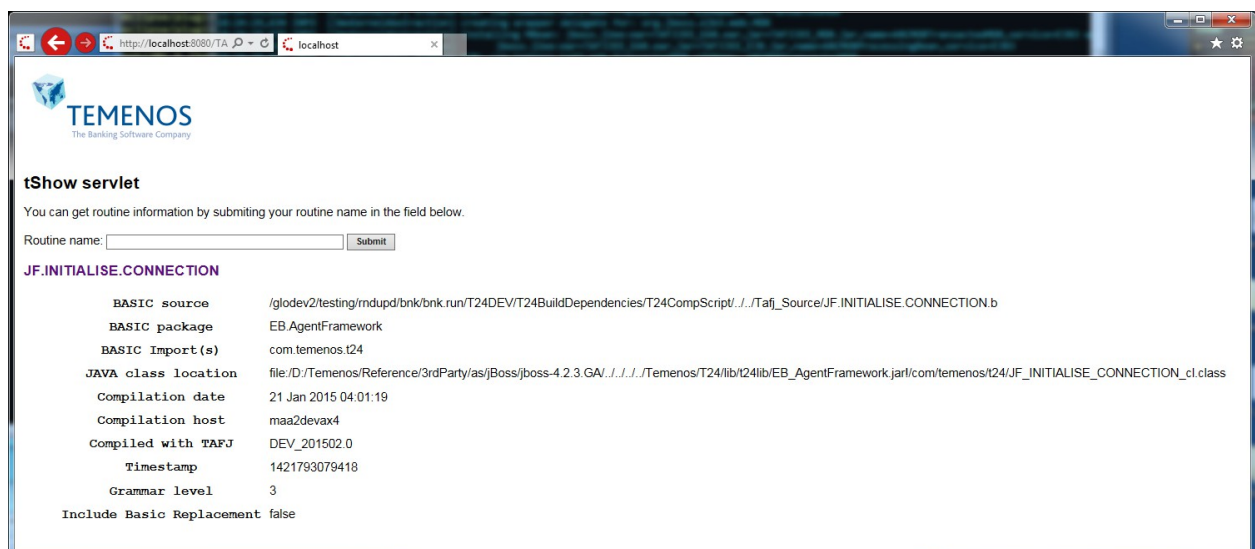 http://localhost:8080/TA
localhost
TEMENOS
The Banking Software Company
tShow servlet
You can get routine information by submiting your routine name in the field below.
Routine name: Submit
JF.INITIALISE.CONNECTION
BASIC source /glodev2/testing/rndupd/bnk/bnk.run/T24DEV/T24BuildDependencies/T24CompScript/../../Tafj_Source/JF.INITIALISE.CONNECTION.b
BASIC package EB.AgentFramework
BASIC Import(s) com.temenos.t24
JAVA class location file:/D:/Temenos/Reference/3rdParty/as/jBoss/jboss-4.2.3.GA/../../../../Temenos/T24/lib/t24lib/EB_AgentFramework.jar!/com/temenos/t24/JF_INITIALISE_CONNECTION_cl.class
Compilation date 21 Jan 2015 04:01:19
Compilation host maa2devax4
Compiled with TAFJ DEV_201502.0
Timestamp 1421793079418
Grammar level 3
Include Basic Replacement false